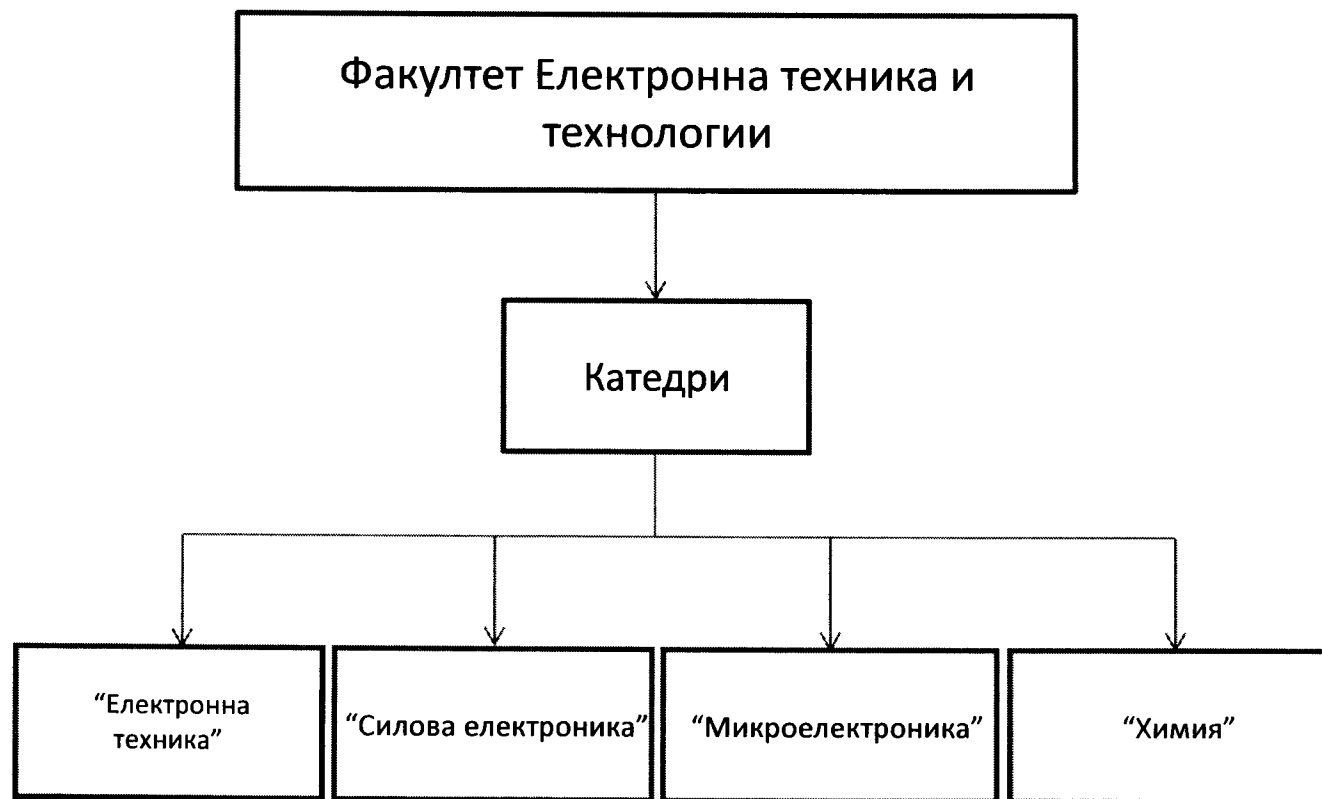 Факултет Електронна техника и
технологии
Катедри
“Електронна
техника”
“Силова електроника”
“Микроелектроника”
“Химия”